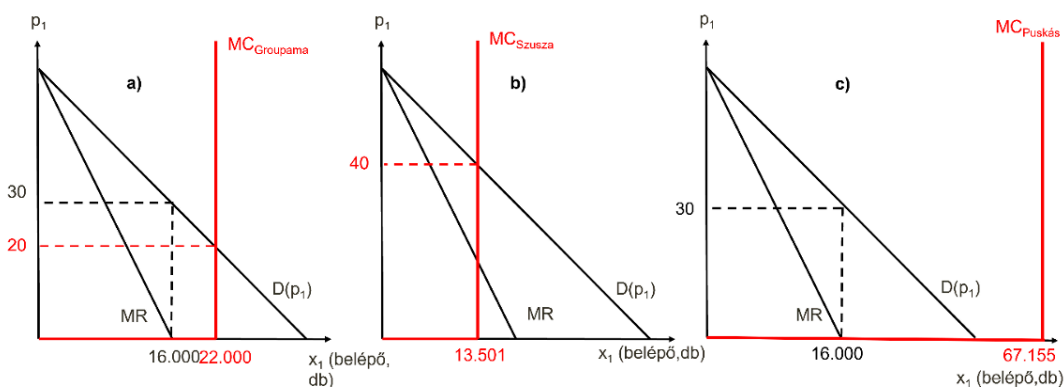 p1
MCGroupama
a)
30
20
D(p1)
MR
16.000
22.000
x1 (belépő,
db)
p1
MCSzusza
b)
40
D(p1)
MR
13.501
x1 (belépő,db)
p1
MCPuskás
c)
30
D(p1)
MR
16.000
67.155
x1 (belépő,db)